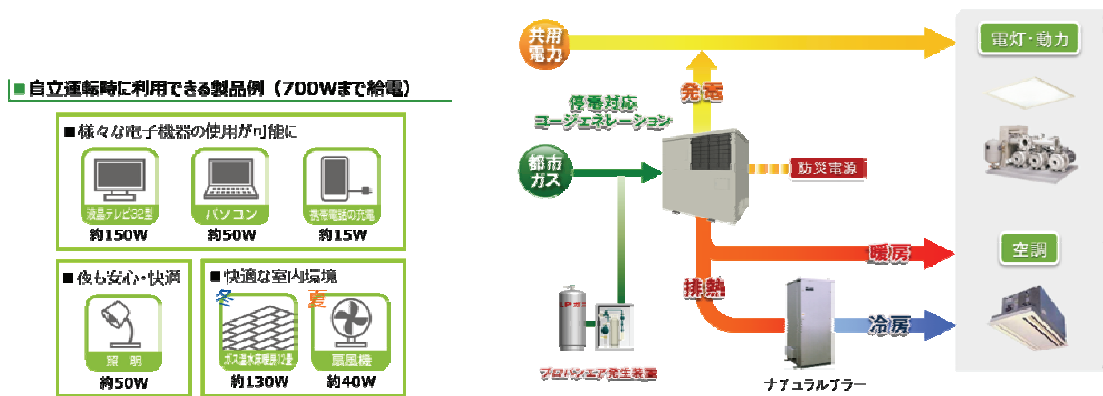 ■自立運転時に利用できる製品例（700Wまで給電）
■様々な電子機器の使用が可能に
液晶テレビ32型
パソコン
携帯電話の充電
約150W
約50W
約15W
■夜も安心・快適
照明
約50W
■快適な室内環境
冬
夏
ガス温水床暖房12畳
扇風機
約130W
約40W
共用
電力
電灯・動力
発電
停電対応
コージェネレーション
都市
ガス
防災電源
暖房
空調
排熱
冷房
プロパンエア発生装置